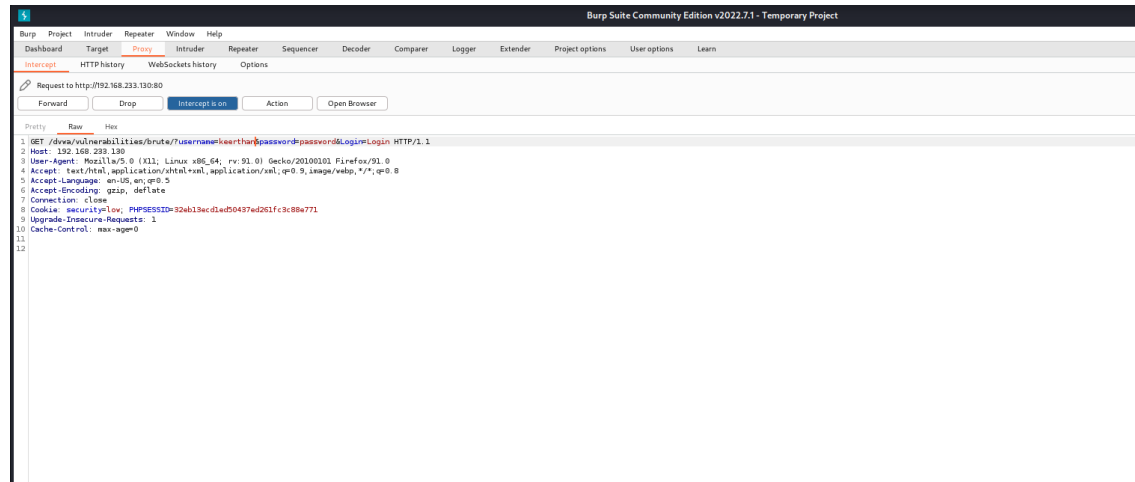 Burp Suite Community Edition v2022.7.1 - Temporary Project
Burp Project Intruder Repeater Window Help
Dashboard Target Proxy Intruder Repeater Sequencer Decoder Comparer Logger Extender Project options User options Learn
Intercept HTTP history WebSockets history Options
Request to http://192.168.233.130:80
Forward Drop Intercept is on Action Open Browser
Pretty Raw Hex
1 GET /dvwa/vulnerabilities/brute/?username=keerthan&password=password&Login=Login HTTP/1.1
2 Host: 192.168.233.130
3 User-Agent: Mozilla/5.0 (X11; Linux x86_64; rv:91.0) Gecko/20100101 Firefox/91.0
4 Accept: text/html,application/xhtml+xml,application/xml;q=0.9,image/webp,*/*;q=0.8
5 Accept-Language: en-US,en;q=0.5
6 Accept-Encoding: gzip, deflate
7 Connection: close
8 Cookie: security=low; PHPSESSID=32eb13ecd1ed50437ed261fc3c88e771
9 Upgrade-Insecure-Requests: 1
10 Cache-Control: max-age=0
11
12